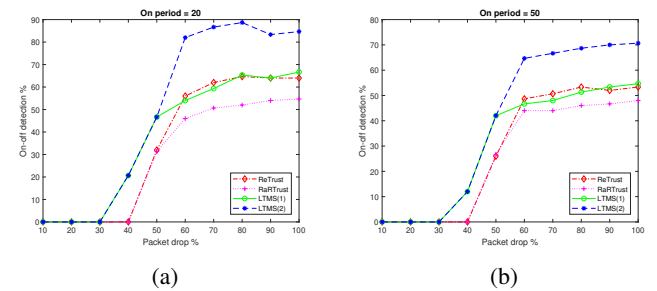 On period = 20
On-off detection %
90
80
70
60
50
40
30
20
10
0
10 20 30 40 50 60 70 80 90 100
Packet drop %
ReTrust
RaRTrust
LTMS(1)
LTMS(2)
(a)
On period = 50
On-off detection %
80
70
60
50
40
30
20
10
0
10 20 30 40 50 60 70 80 90 100
Packet drop %
ReTrust
RaRTrust
LTMS(1)
LTMS(2)
(b)